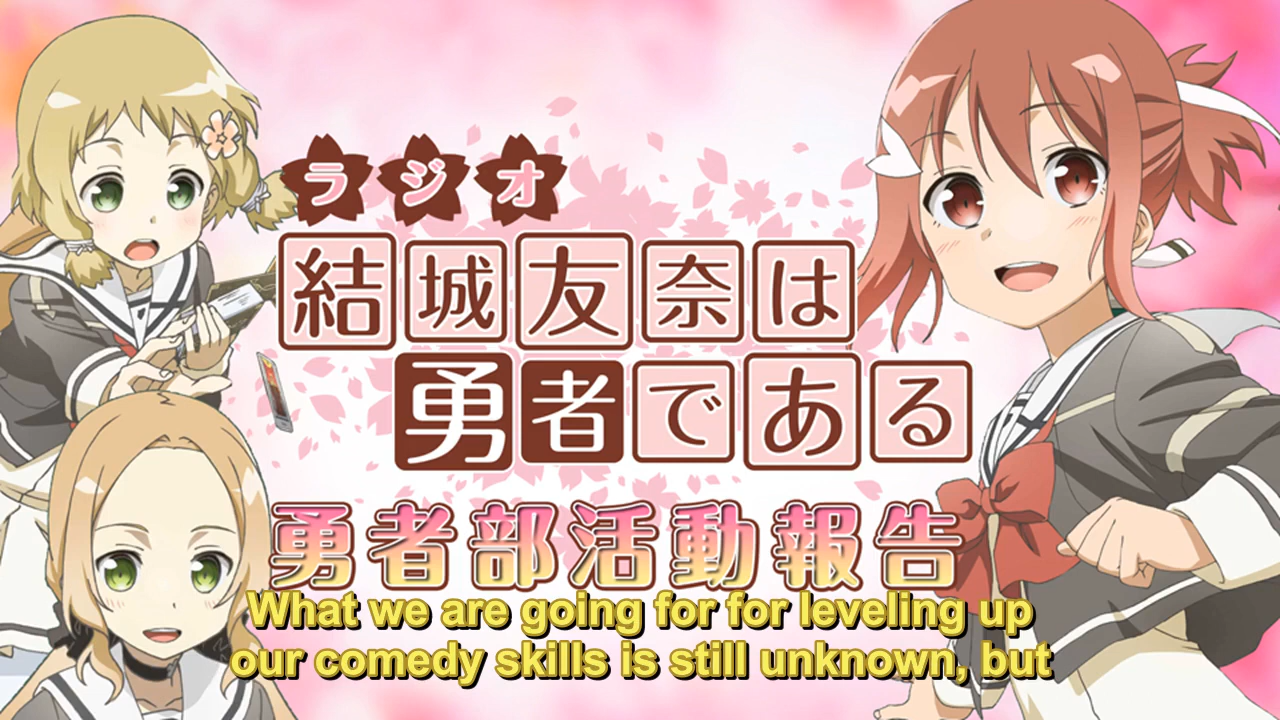 ラジオ
結城友奈は
勇者である
勇者部活動報告
What we are going for for leveling up
our comedy skills is still unknown, but